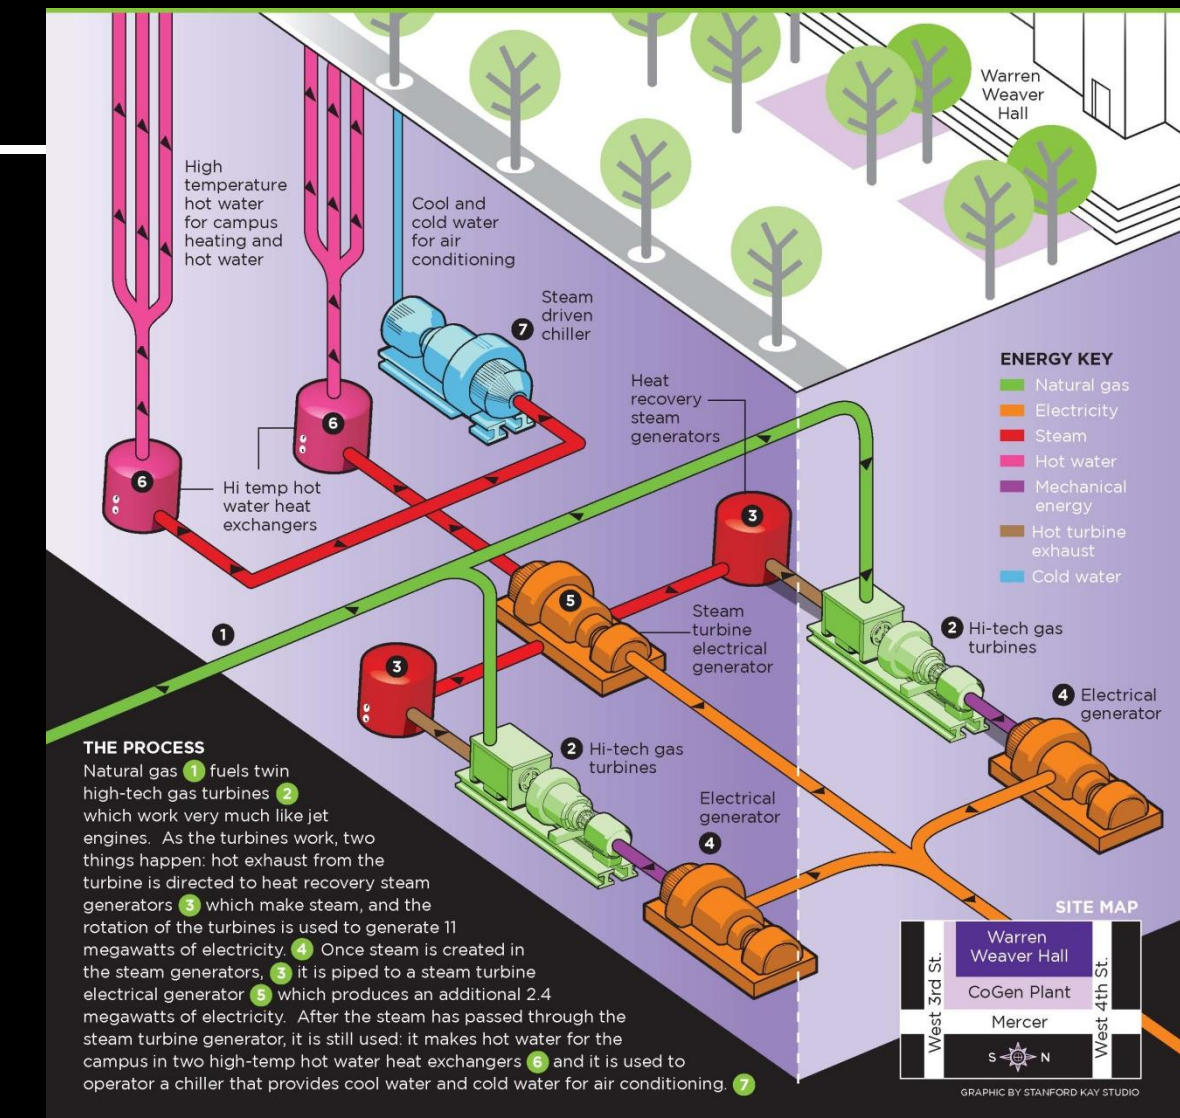 Warren
Weaver
Hall
High
temperature
hot water
for campus
heating and
hot water
Cool and
cold water
for air
conditioning
Steam
driven
chiller
7
ENERGY KEY
Natural gas
Electricity
Steam
Hot water
Mechanical
energy
Hot turbine
exhaust
Cold water
Heat
recovery
steam
generators
6
6
Hi temp hot
water heat
exchangers
3
5
1
Steam
turbine
electrical
generator
2 Hi-tech gas
turbines
3
4 Electrical
generator
2 Hi-tech gas
turbines
Electrical
generator
4
THE PROCESS
Natural gas 1 fuels twin
high-tech gas turbines 2
which work very much like jet
engines. As the turbines work, two
things happen: hot exhaust from the
turbine is directed to heat recovery steam
generators 3 which make steam, and the
rotation of the turbines is used to generate 11
megawatts of electricity. 4 Once steam is created in
the steam generators, 3 it is piped to a steam turbine
electrical generator 5 which produces an additional 2.4
megawatts of electricity. After the steam has passed through the
steam turbine generator, it is still used: it makes hot water for the
campus in two high-temp hot water heat exchangers 6 and it is used to
operator a chiller that provides cool water and cold water for air conditioning. 7
SITE MAP
Warren
Weaver Hall
CoGen Plant
Mercer
West 3rd St.
West 4th St.
S N
GRAPHIC BY STANFORD KAY STUDIO